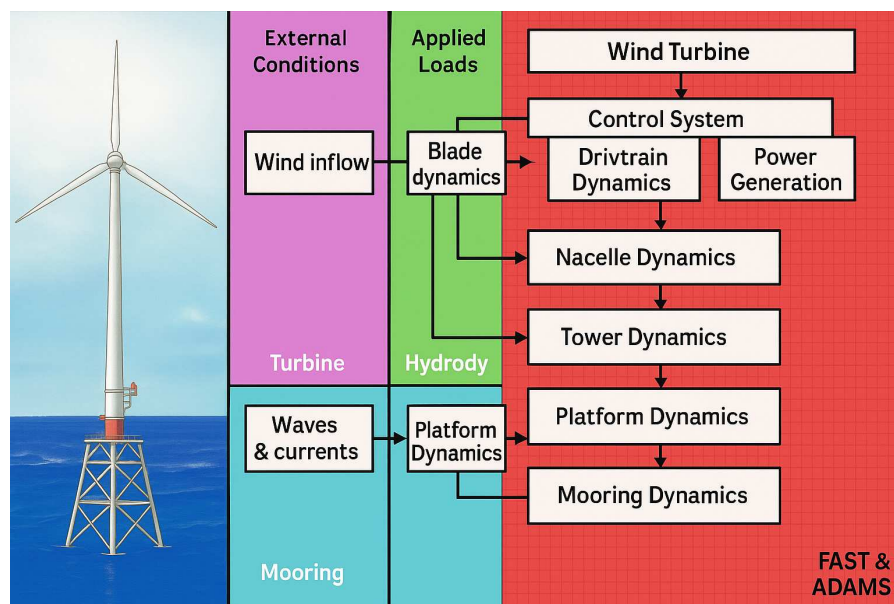 External
Conditions
Applied
Loads
Wind Turbine
Control System
Wind inflow
Blade
dynamics
Drivtrain
Dynamics
Power
Generation
Nacelle Dynamics
Tower Dynamics
Turbine
Hydrody
Waves
& currents
Platform
Dynamics
Platform Dynamics
Mooring Dynamics
Mooring
FAST &
ADAMS